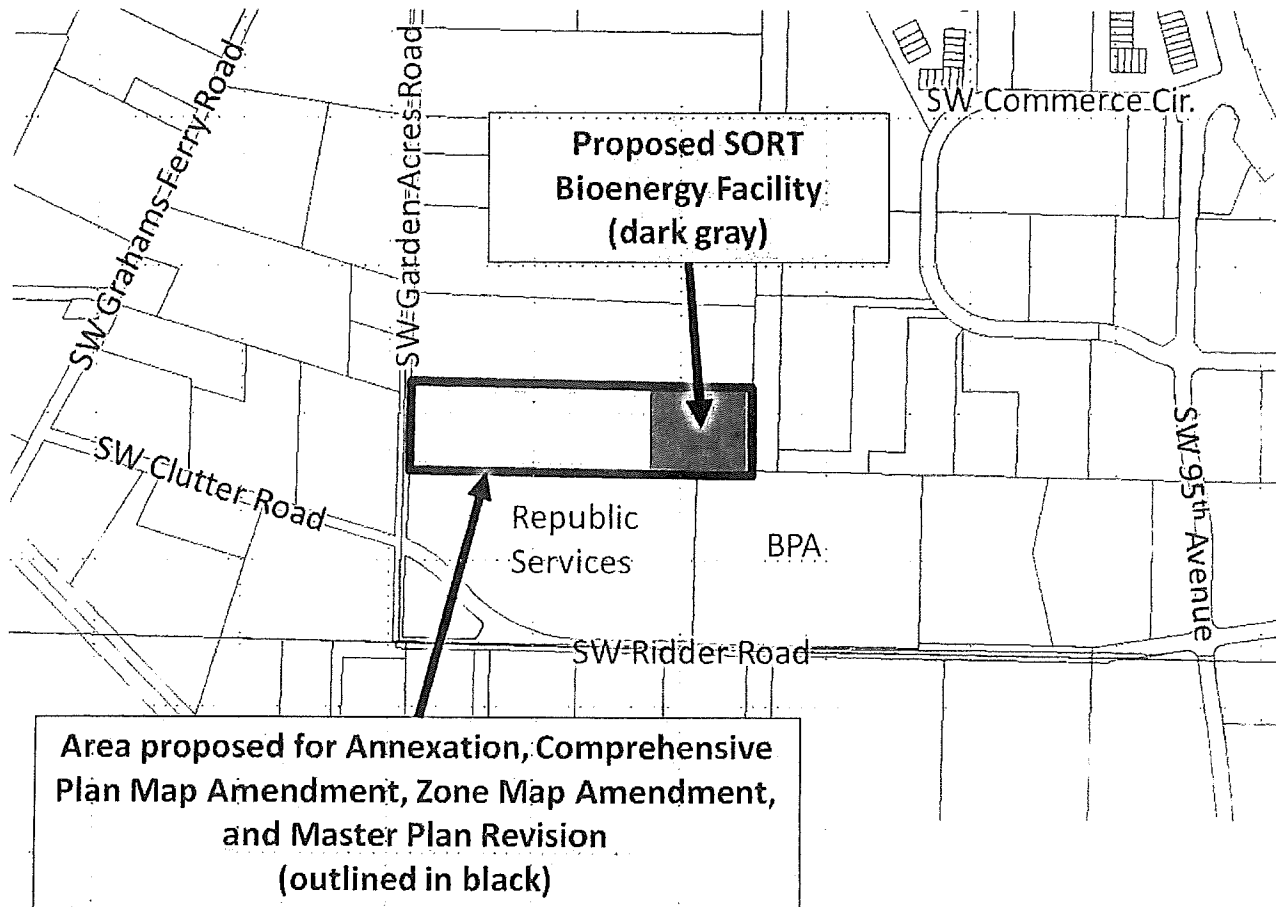 SW Grahams Ferry Road
SW Garden Acres Road
SW Commerce Cir.
Proposed SORT
Bioenergy Facility
(dark gray)
SW Clutter Road
Republic
Services
BPA
SW 95th Avenue
SW Ridder Road
Area proposed for Annexation, Comprehensive
Plan Map Amendment, Zone Map Amendment,
and Master Plan Revision
(outlined in black)